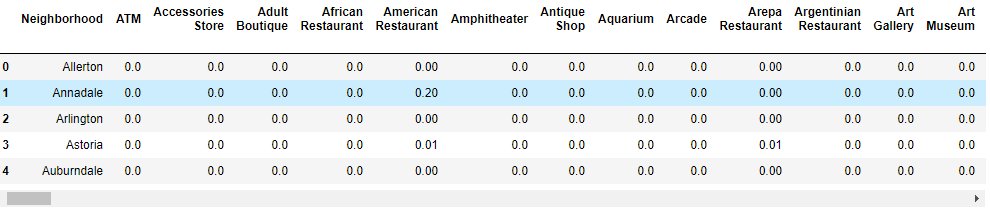 Neighborhood ATM Accessories Store Adult Boutique African Restaurant American Restaurant Amphitheater Antique Shop Aquarium Arcade Arepa Restaurant Argentinian Restaurant Art Gallery Art Museum
0 Allerton 0.0 0.0 0.0 0.0 0.00 0.0 0.0 0.0 0.0 0.00 0.0 0.0 0.0
1 Annadale 0.0 0.0 0.0 0.0 0.20 0.0 0.0 0.0 0.0 0.00 0.0 0.0 0.0
2 Arlington 0.0 0.0 0.0 0.0 0.00 0.0 0.0 0.0 0.0 0.00 0.0 0.0 0.0
3 Astoria 0.0 0.0 0.0 0.0 0.01 0.0 0.0 0.0 0.0 0.01 0.0 0.0 0.0
4 Auburndale 0.0 0.0 0.0 0.0 0.00 0.0 0.0 0.0 0.0 0.00 0.0 0.0 0.0